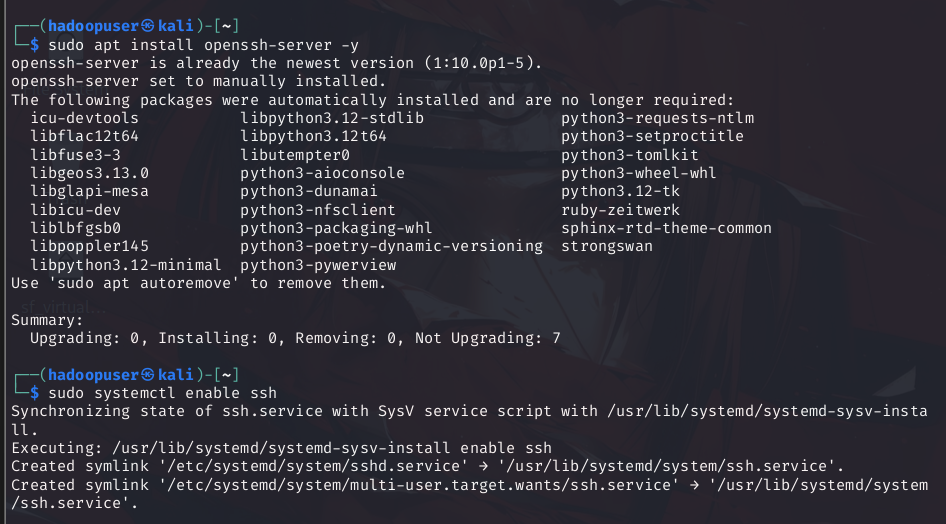 ┌──(hadoopuser㉿kali)-[~]
└─$ sudo apt install openssh-server -y
openssh-server is already the newest version (1:10.0p1-5).
openssh-server set to manually installed.
The following packages were automatically installed and are no longer required:
  icu-devtools           libpython3.12-stdlib               python3-requests-ntlm
  libflac12t64           libpython3.12t64                   python3-setproctitle
  libfuse3-3             libutempter0                       python3-tomlkit
  libgeos3.13.0          python3-aioconsole                 python3-wheel-whl
  libglapi-mesa          python3-dunamai                    python3.12-tk
  libicu-dev             python3-nfsclient                  ruby-zeitwerk
  liblbfgsb0             python3-packaging-whl              sphinx-rtd-theme-common
  libpoppler145          python3-poetry-dynamic-versioning  strongswan
  libpython3.12-minimal  python3-pywerview
Use 'sudo apt autoremove' to remove them.
sf_virtual...
Summary:
  Upgrading: 0, Installing: 0, Removing: 0, Not Upgrading: 7
┌──(hadoopuser㉿kali)-[~]
└─$ sudo systemctl enable ssh
Synchronizing state of ssh.service with SysV service script with /usr/lib/systemd/systemd-sysv-insta
ll.
Executing: /usr/lib/systemd/systemd-sysv-install enable ssh
Created symlink '/etc/systemd/system/sshd.service' → '/usr/lib/systemd/system/ssh.service'.
Created symlink '/etc/systemd/system/multi-user.target.wants/ssh.service' → '/usr/lib/systemd/system
/ssh.service'.